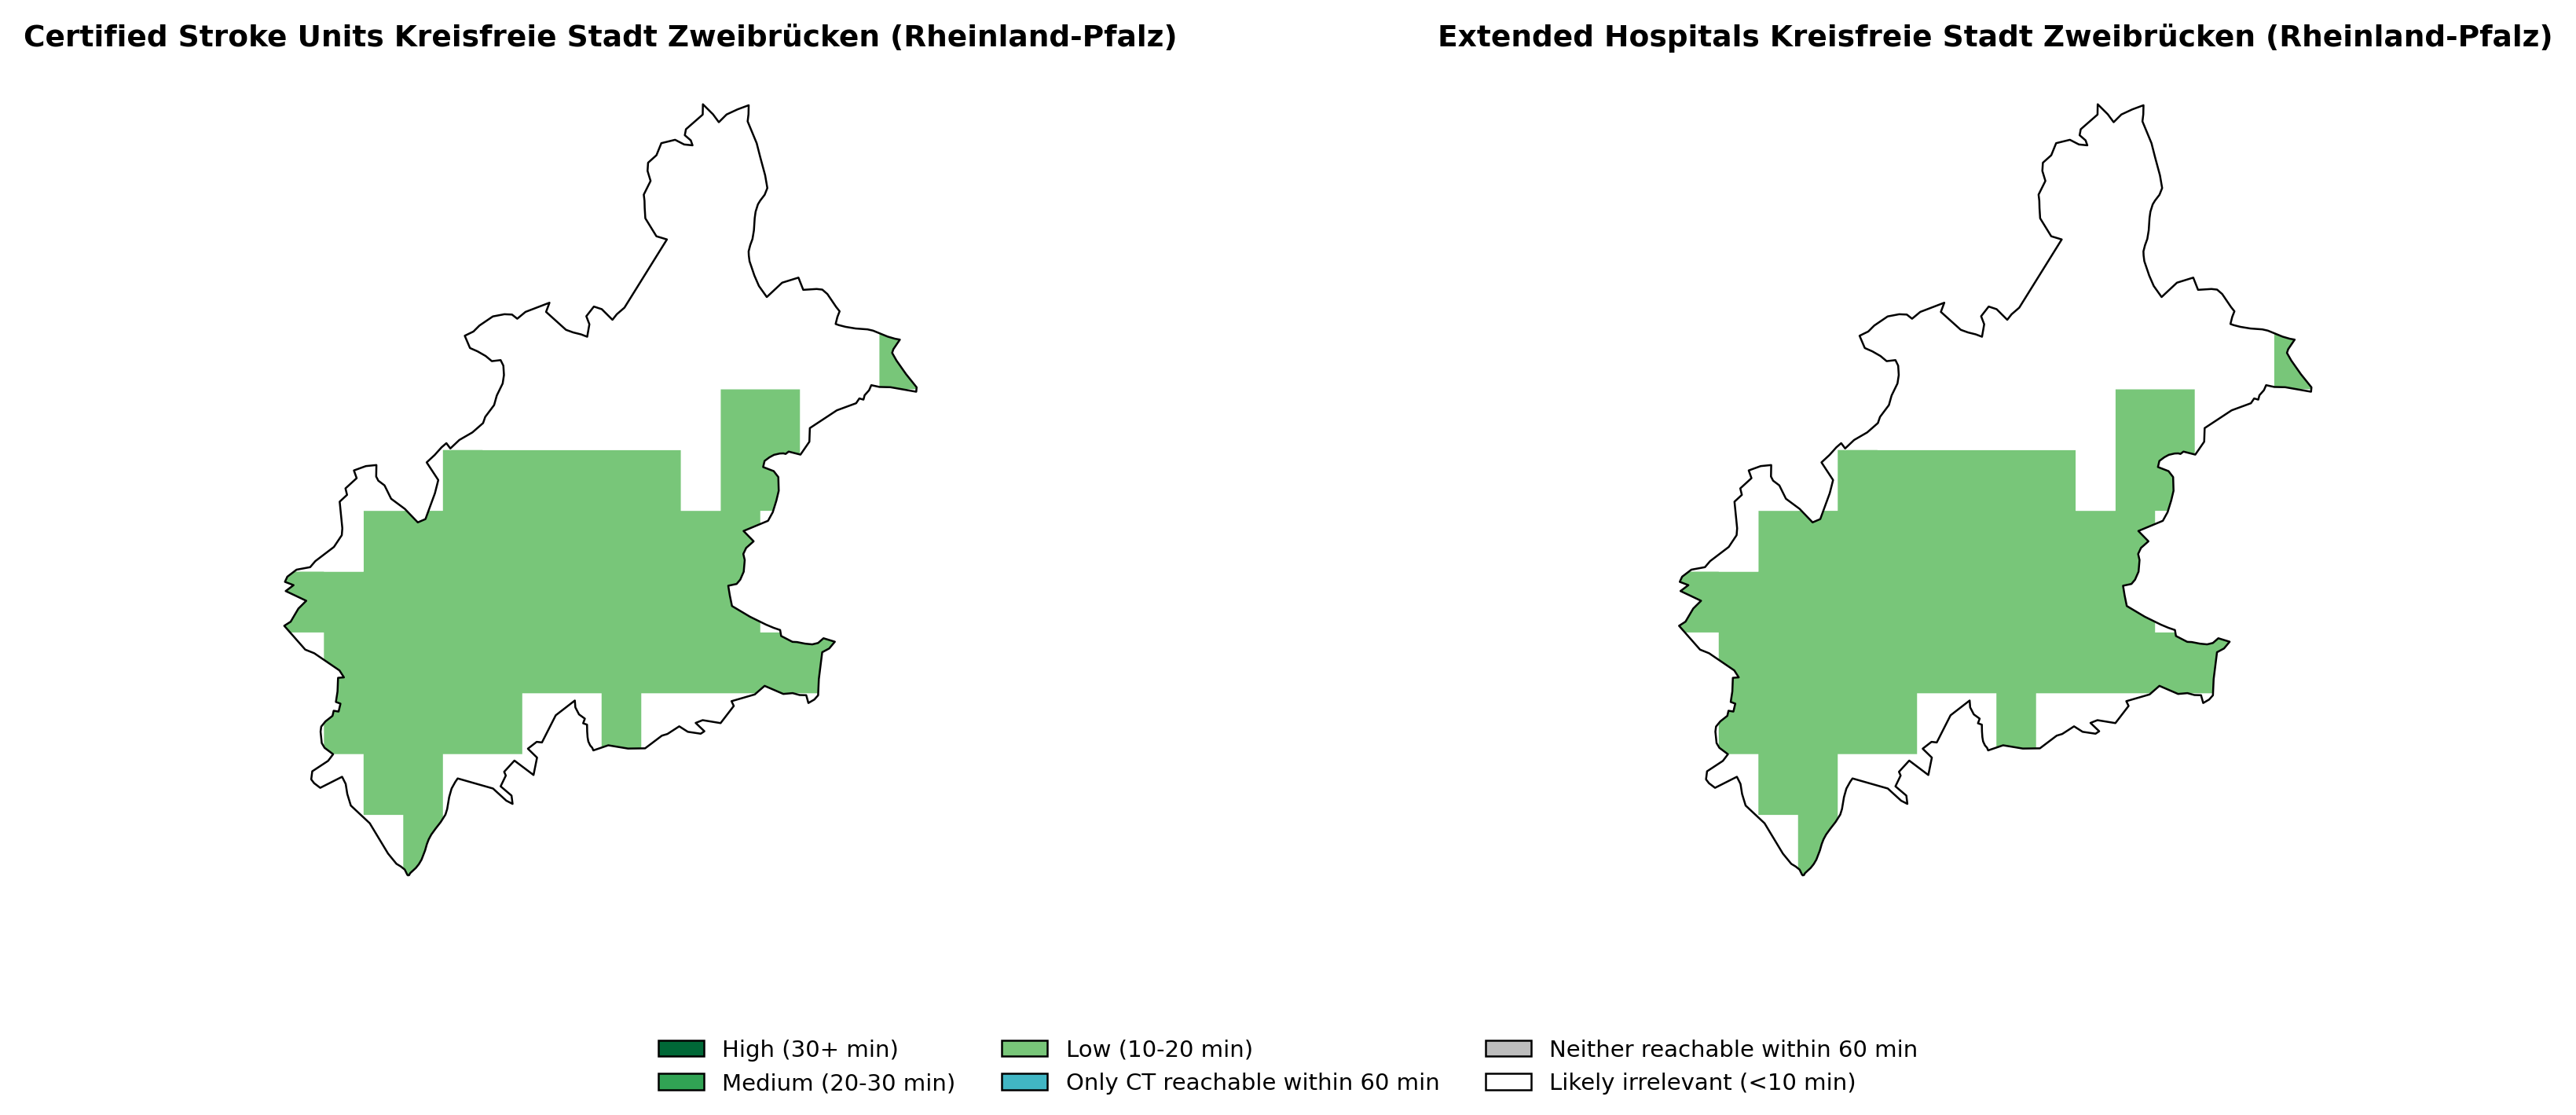 Certified Stroke Units Kreisfreie Stadt Zweibrücken (Rheinland-Pfalz)
Extended Hospitals Kreisfreie Stadt Zweibrücken (Rheinland-Pfalz)
High (30+ min)
Medium (20-30 min)
Low (10-20 min)
Only CT reachable within 60 min
Neither reachable within 60 min
Likely irrelevant (<10 min)